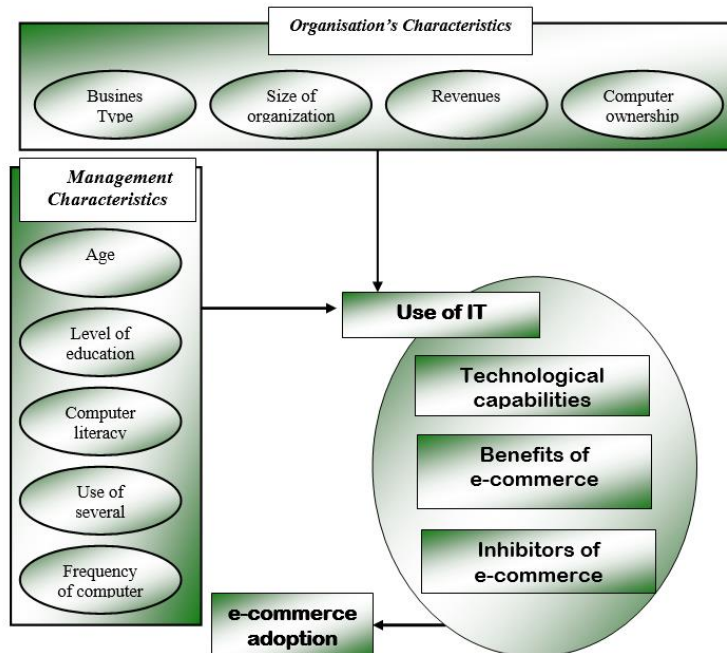 Organisation's Characteristics
Busines
Type
Size of
organization
Revenues
Computer
ownership
Management
Characteristics
Age
Level of
education
Computer
literacy
Use of
several
Frequency
of computer
Use of IT
Technological
capabilities
Benefits of
e-commerce
Inhibitors of
e-commerce
e-commerce
adoption